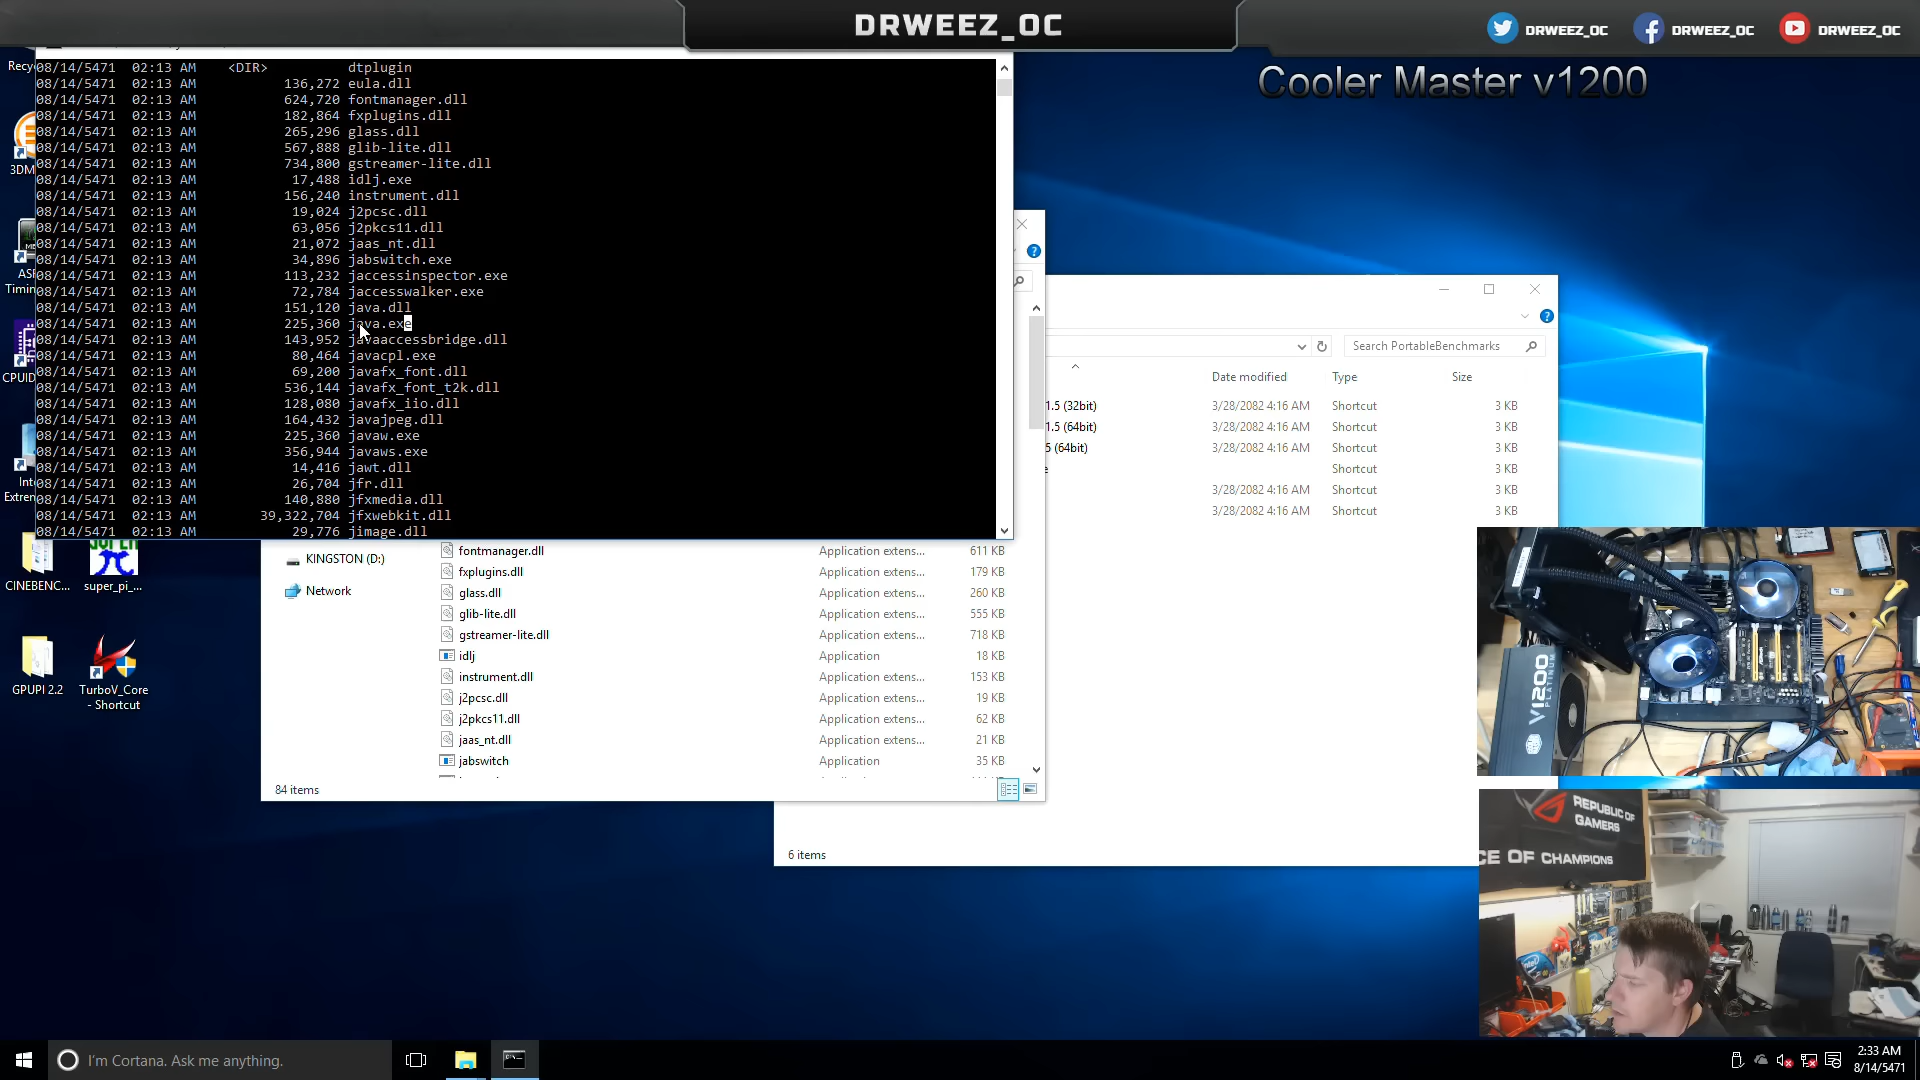 DRWEEZ_OC
DRWEEZ_OC
DRWEEZ_OC
DRWEEZ_OC
Cooler Master v1200
08/14/5471 02:13 AM <DIR> dtplugin
08/14/5471 02:13 AM 136,272 eula.dll
08/14/5471 02:13 AM 624,720 fontmanager.dll
08/14/5471 02:13 AM 182,864 fxplugins.dll
08/14/5471 02:13 AM 265,296 glass.dll
08/14/5471 02:13 AM 567,888 glib-lite.dll
08/14/5471 02:13 AM 734,800 gstreamer-lite.dll
08/14/5471 02:13 AM 17,488 idlj.exe
08/14/5471 02:13 AM 156,240 instrument.dll
08/14/5471 02:13 AM 19,024 j2pcsc.dll
08/14/5471 02:13 AM 63,056 j2pkcs11.dll
08/14/5471 02:13 AM 21,072 jaas_nt.dll
08/14/5471 02:13 AM 34,896 jabswitch.exe
08/14/5471 02:13 AM 113,232 jaccessinspector.exe
08/14/5471 02:13 AM 72,784 jaccesswalker.exe
08/14/5471 02:13 AM 151,120 java.dll
08/14/5471 02:13 AM 225,360 java.exe
08/14/5471 02:13 AM 143,952 javaaccessbridge.dll
08/14/5471 02:13 AM 80,464 javacpl.exe
08/14/5471 02:13 AM 69,200 javafx_font.dll
08/14/5471 02:13 AM 536,144 javafx_font_t2k.dll
08/14/5471 02:13 AM 128,080 javafx_iio.dll
08/14/5471 02:13 AM 164,432 javajpeg.dll
08/14/5471 02:13 AM 225,360 javaw.exe
08/14/5471 02:13 AM 356,944 javaws.exe
08/14/5471 02:13 AM 14,416 jawt.dll
08/14/5471 02:13 AM 26,704 jfr.dll
08/14/5471 02:13 AM 140,880 jfxmedia.dll
08/14/5471 02:13 AM 39,322,704 jfxwebkit.dll
08/14/5471 02:13 AM 29,776 jimage.dll
Recy
3DM
AS
Timin
CPUID
Inte
Extrem
CINEBENC...
super_pi_...
GPUPI 2.2
TurboV_Core
- Shortcut
KINGSTON (D:)
Network
fontmanager.dll Application extens... 611 KB
fxplugins.dll Application extens... 179 KB
glass.dll Application extens... 260 KB
glib-lite.dll Application extens... 555 KB
gstreamer-lite.dll Application extens... 718 KB
idlj Application 18 KB
instrument.dll Application extens... 153 KB
j2pcsc.dll Application extens... 19 KB
j2pkcs11.dll Application extens... 62 KB
jaas_nt.dll Application extens... 21 KB
jabswitch Application 35 KB
84 items
Search PortableBenchmarks
Date modified Type Size
1.5 (32bit) 3/28/2082 4:16 AM Shortcut 3 KB
1.5 (64bit) 3/28/2082 4:16 AM Shortcut 3 KB
5 (64bit) 3/28/2082 4:16 AM Shortcut 3 KB
e Shortcut 3 KB
3/28/2082 4:16 AM Shortcut 3 KB
3/28/2082 4:16 AM Shortcut 3 KB
6 items
V1200
PLATINUM
REPUBLIC OF
GAMERS
CE OF CHAMPIONS
I'm Cortana. Ask me anything.
2:33 AM
8/14/5471